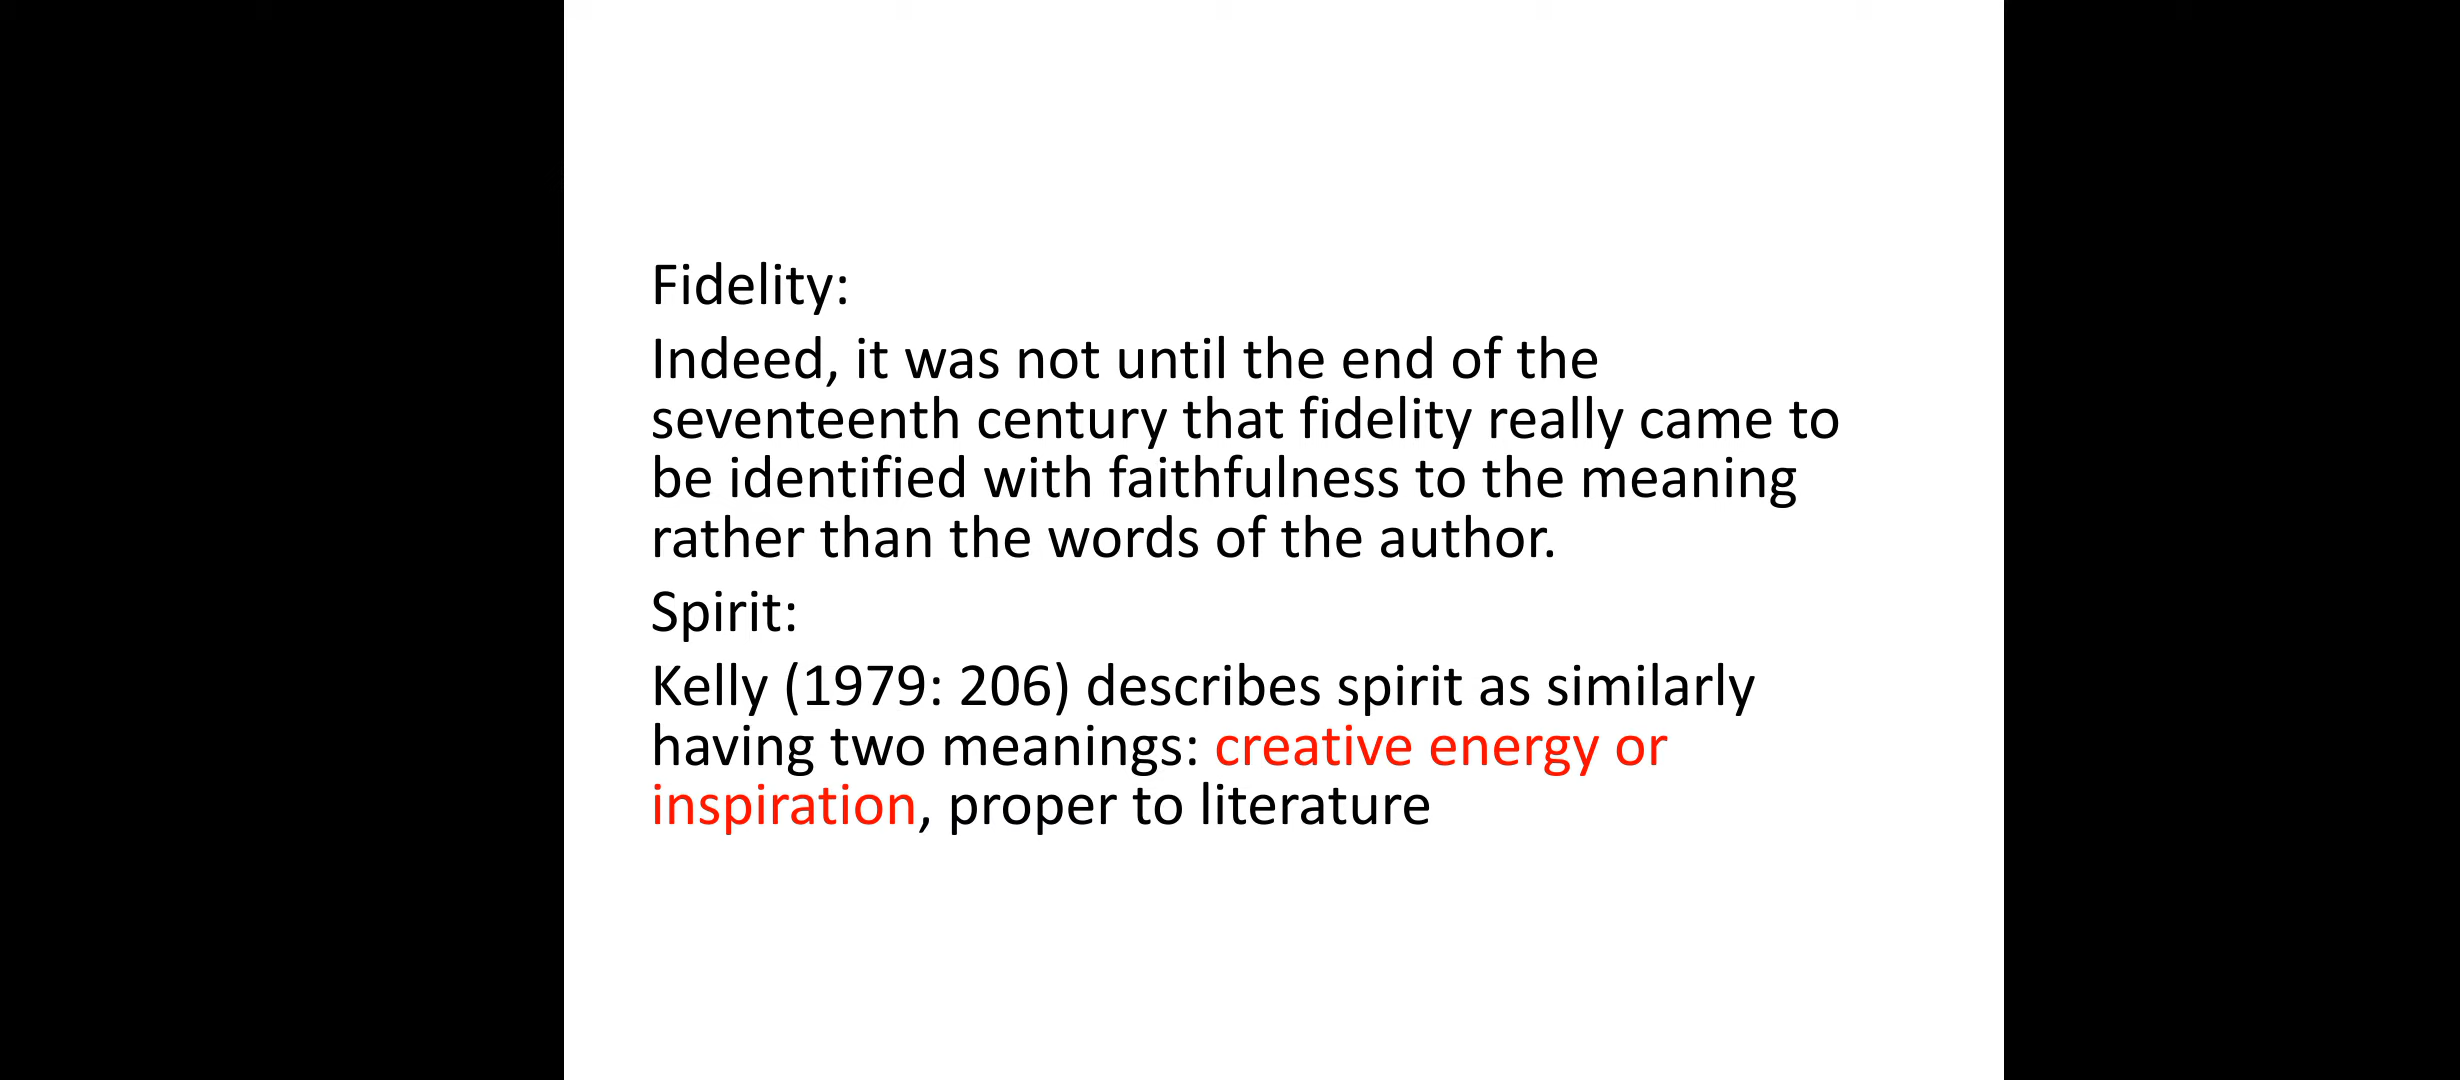 Fidelity:
Indeed, it was not until the end of the
seventeenth century that fidelity really came to
be identified with faithfulness to the meaning
rather than the words of the author.
Spirit:
Kelly (1979: 206) describes spirit as similarly
having two meanings: creative energy or
inspiration, proper to literature